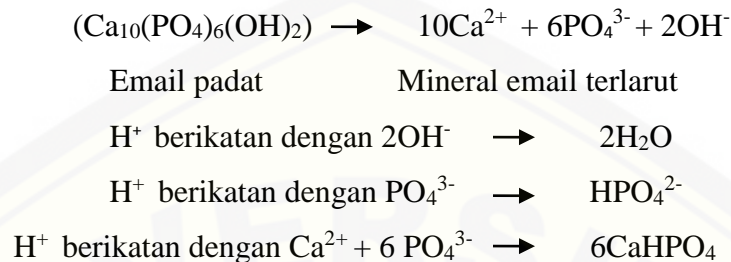 (Ca₁₀(PO₄)₆(OH)₂) → 10Ca²⁺ + 6PO₄³⁻ + 2OH⁻
Email padat Mineral email terlarut
H⁺ berikatan dengan 2OH⁻ → 2H₂O
H⁺ berikatan dengan PO₄³⁻ → HPO₄²⁻
H⁺ berikatan dengan Ca²⁺ + 6 PO₄³⁻ → 6CaHPO₄